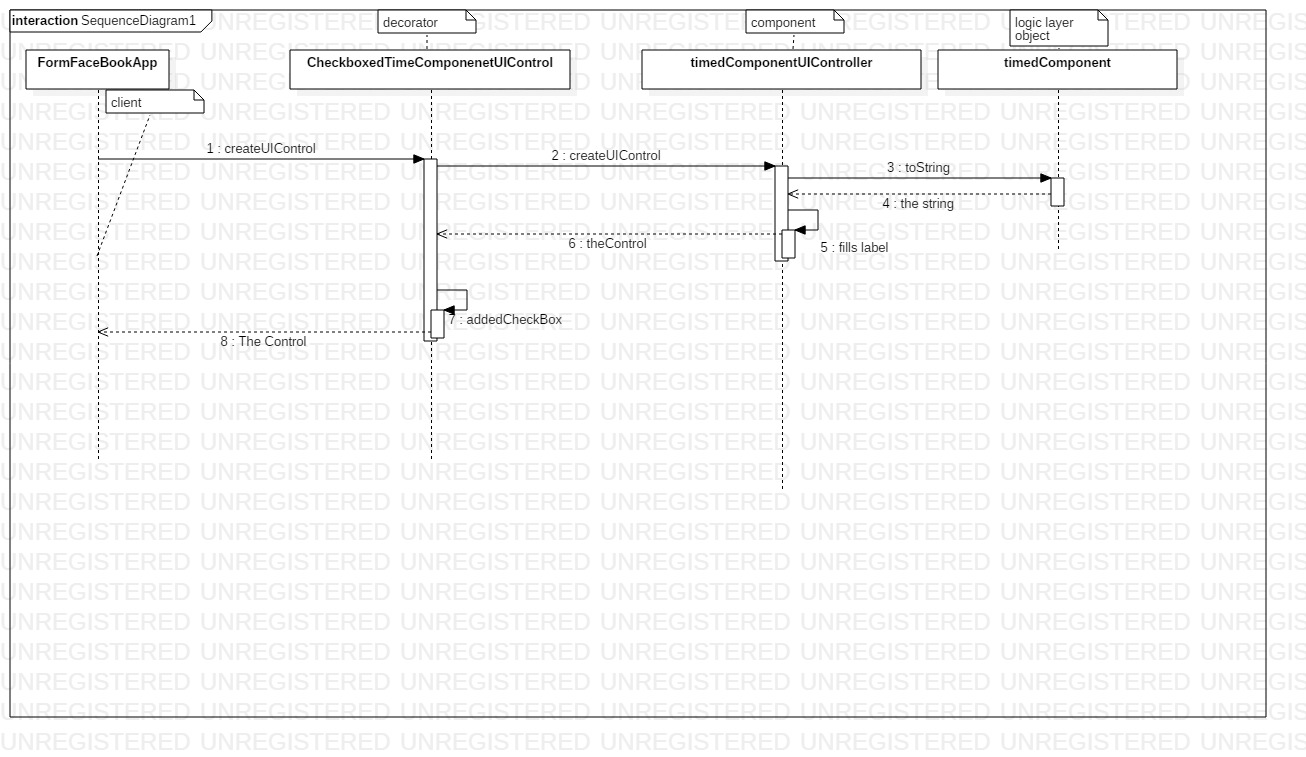 interaction SequenceDiagram1
decorator
component
logic layer
object
FormFaceBookApp
CheckboxedTimeComponenetUIControl
timedComponentUIController
timedComponent
client
1 : createUIControl
2 : createUIControl
3 : toString
4 : the string
5 : fills label
6 : theControl
7 : addedCheckBox
8 : The Control
UNREGISTERED